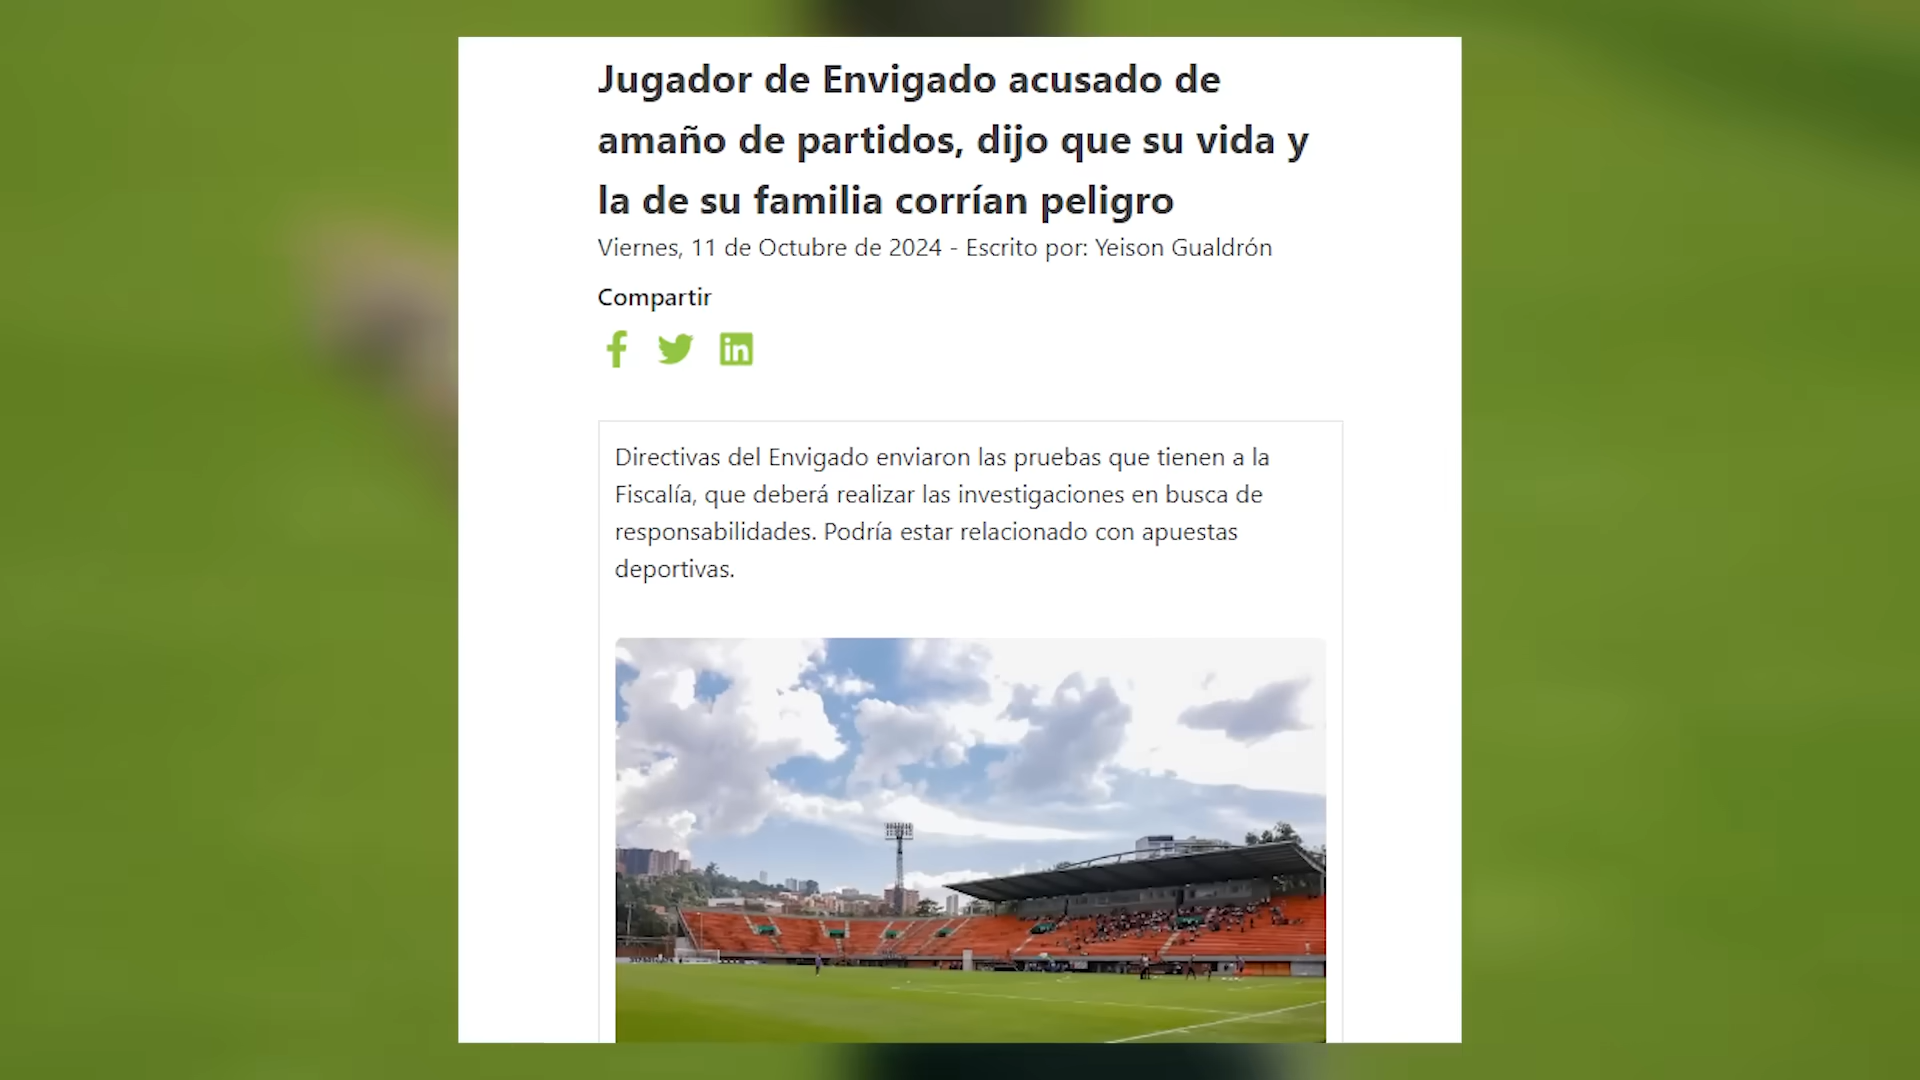 Jugador de Envigado acusado de
amaño de partidos, dijo que su vida y
la de su familia corrían peligro
Viernes, 11 de Octubre de 2024 - Escrito por: Yeison Gualdrón
Compartir
Directivas del Envigado enviaron las pruebas que tienen a la
Fiscalía, que deberá realizar las investigaciones en busca de
responsabilidades. Podría estar relacionado con apuestas
deportivas.